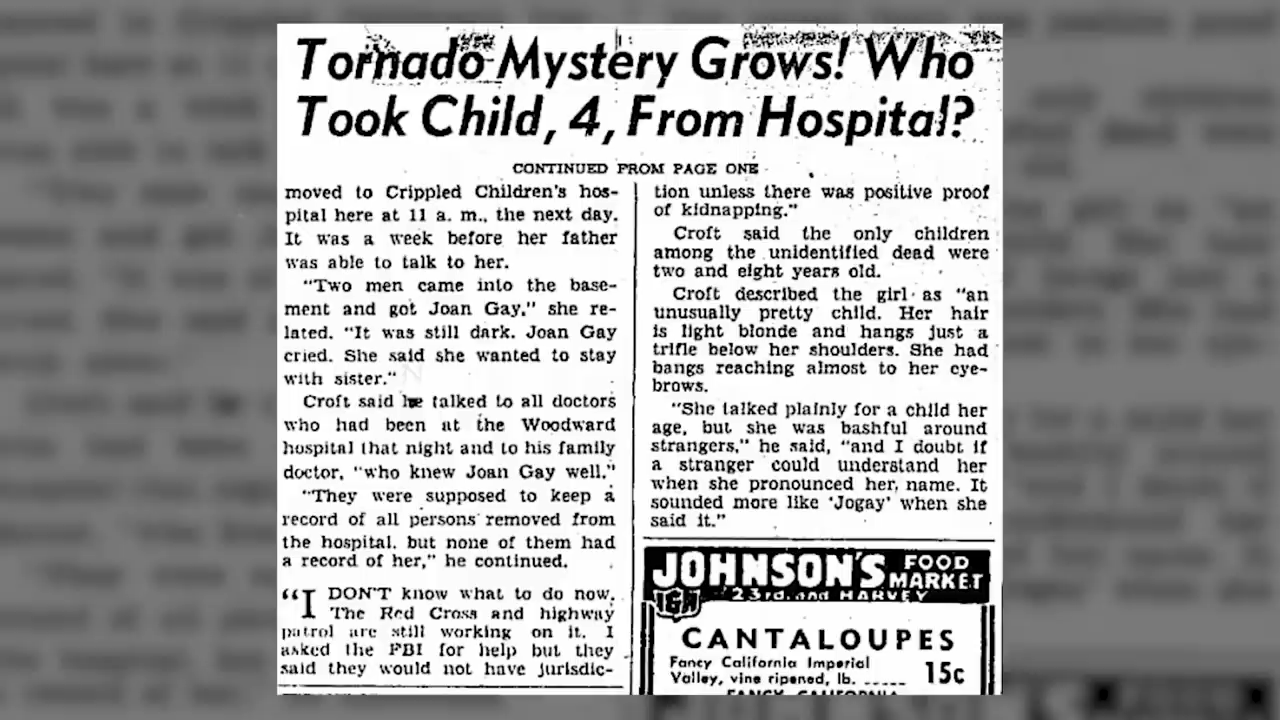 Tornado Mystery Grows! Who
Took Child, 4, From Hospital?
CONTINUED FROM PAGE ONE
moved to Crippled Children's hos-
pital here at 11 a. m., the next day.
It was a week before her father
was able to talk to her.
"Two men came into the base-
ment and got Joan Gay," she re-
lated. "It was still dark. Joan Gay
cried. She said she wanted to stay
with sister."
Croft said he talked to all doctors
who had been at the Woodward
hospital that night and to his family
doctor, "who knew Joan Gay well."
"They were supposed to keep a
record of all persons removed from
the hospital, but none of them had
a record of her," he continued.
"I DON'T know what to do now.
The Red Cross and highway
patrol are still working on it. I
asked the FBI for help but they
said they would not have jurisdic-
tion unless there was positive proof
of kidnapping."
Croft said the only children
among the unidentified dead were
two and eight years old.
Croft described the girl as "an
unusually pretty child. Her hair
is light blonde and hangs just a
trifle below her shoulders. She had
bangs reaching almost to her eye-
brows.
"She talked plainly for a child her
age, but she was bashful around
strangers," he said, "and I doubt if
a stranger could understand her
when she pronounced her name. It
sounded more like 'Jogay' when she
said it."
JOHNSON'S FOOD MARKET
IGA
23rd and HARVEY
CANTALOUPES
Fancy California Imperial
Valley, vine ripened, lb. ----- 15c
FANCY CALIFORNIA